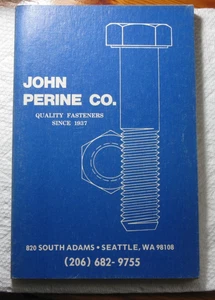 JOHN
PERINE CO.
QUALITY FASTENERS
SINCE 1937
820 SOUTH ADAMS • SEATTLE, WA 98108
(206) 682-9755